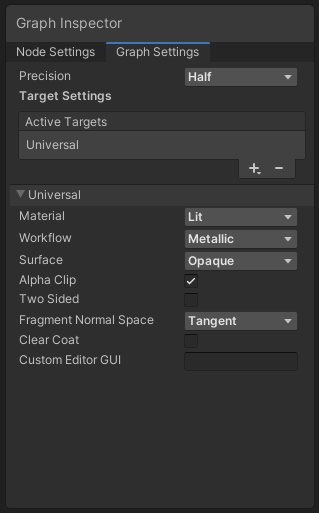 Graph Inspector
Node Settings Graph Settings
Precision Half
Target Settings
Active Targets
Universal
+ −
Universal
Material Lit
Workflow Metallic
Surface Opaque
Alpha Clip
Two Sided
Fragment Normal Space Tangent
Clear Coat
Custom Editor GUI